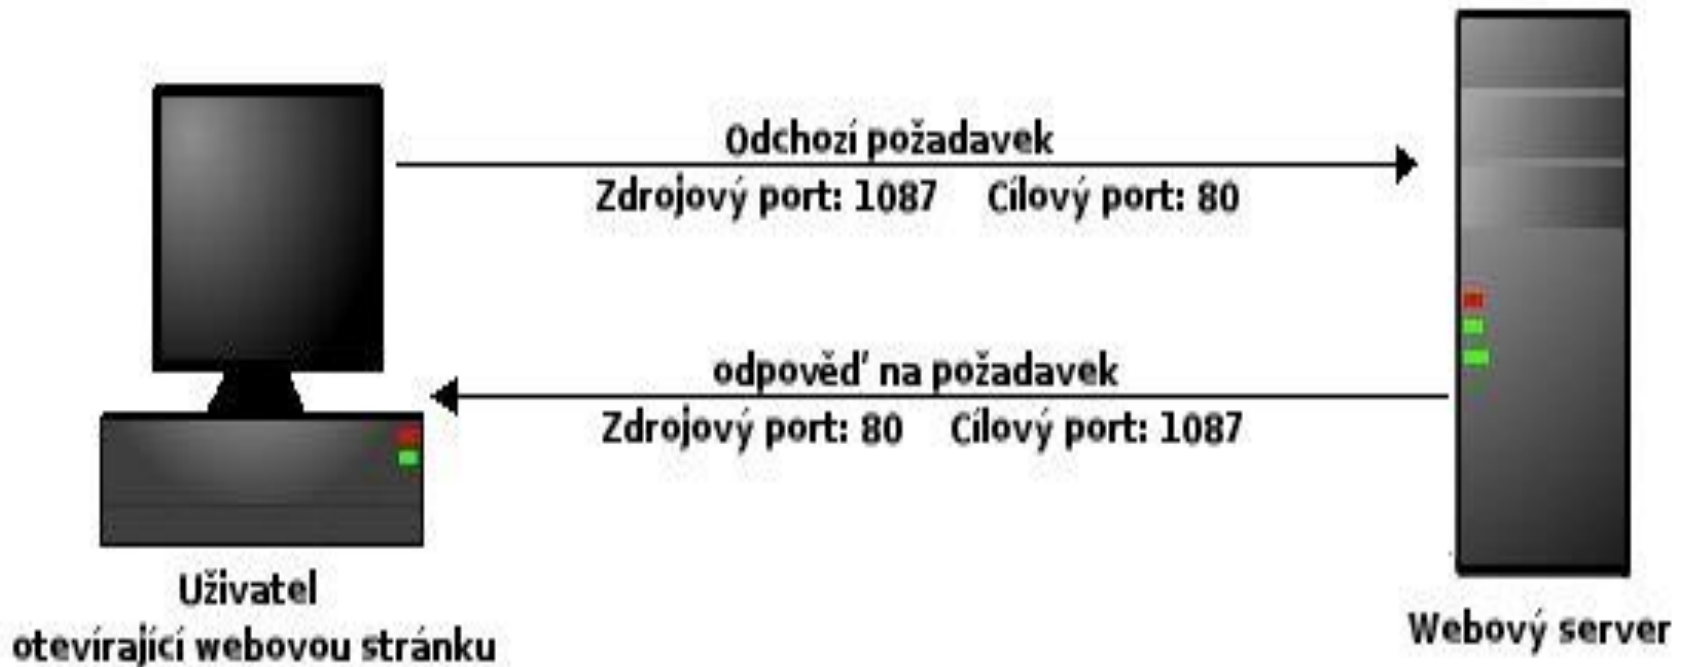 Odchozí požadavek
Zdrojový port: 1087 Cílový port: 80
odpověď na požadavek
Zdrojový port: 80 Cílový port: 1087
Uživatel
otevírající webovou stránku
Webový server